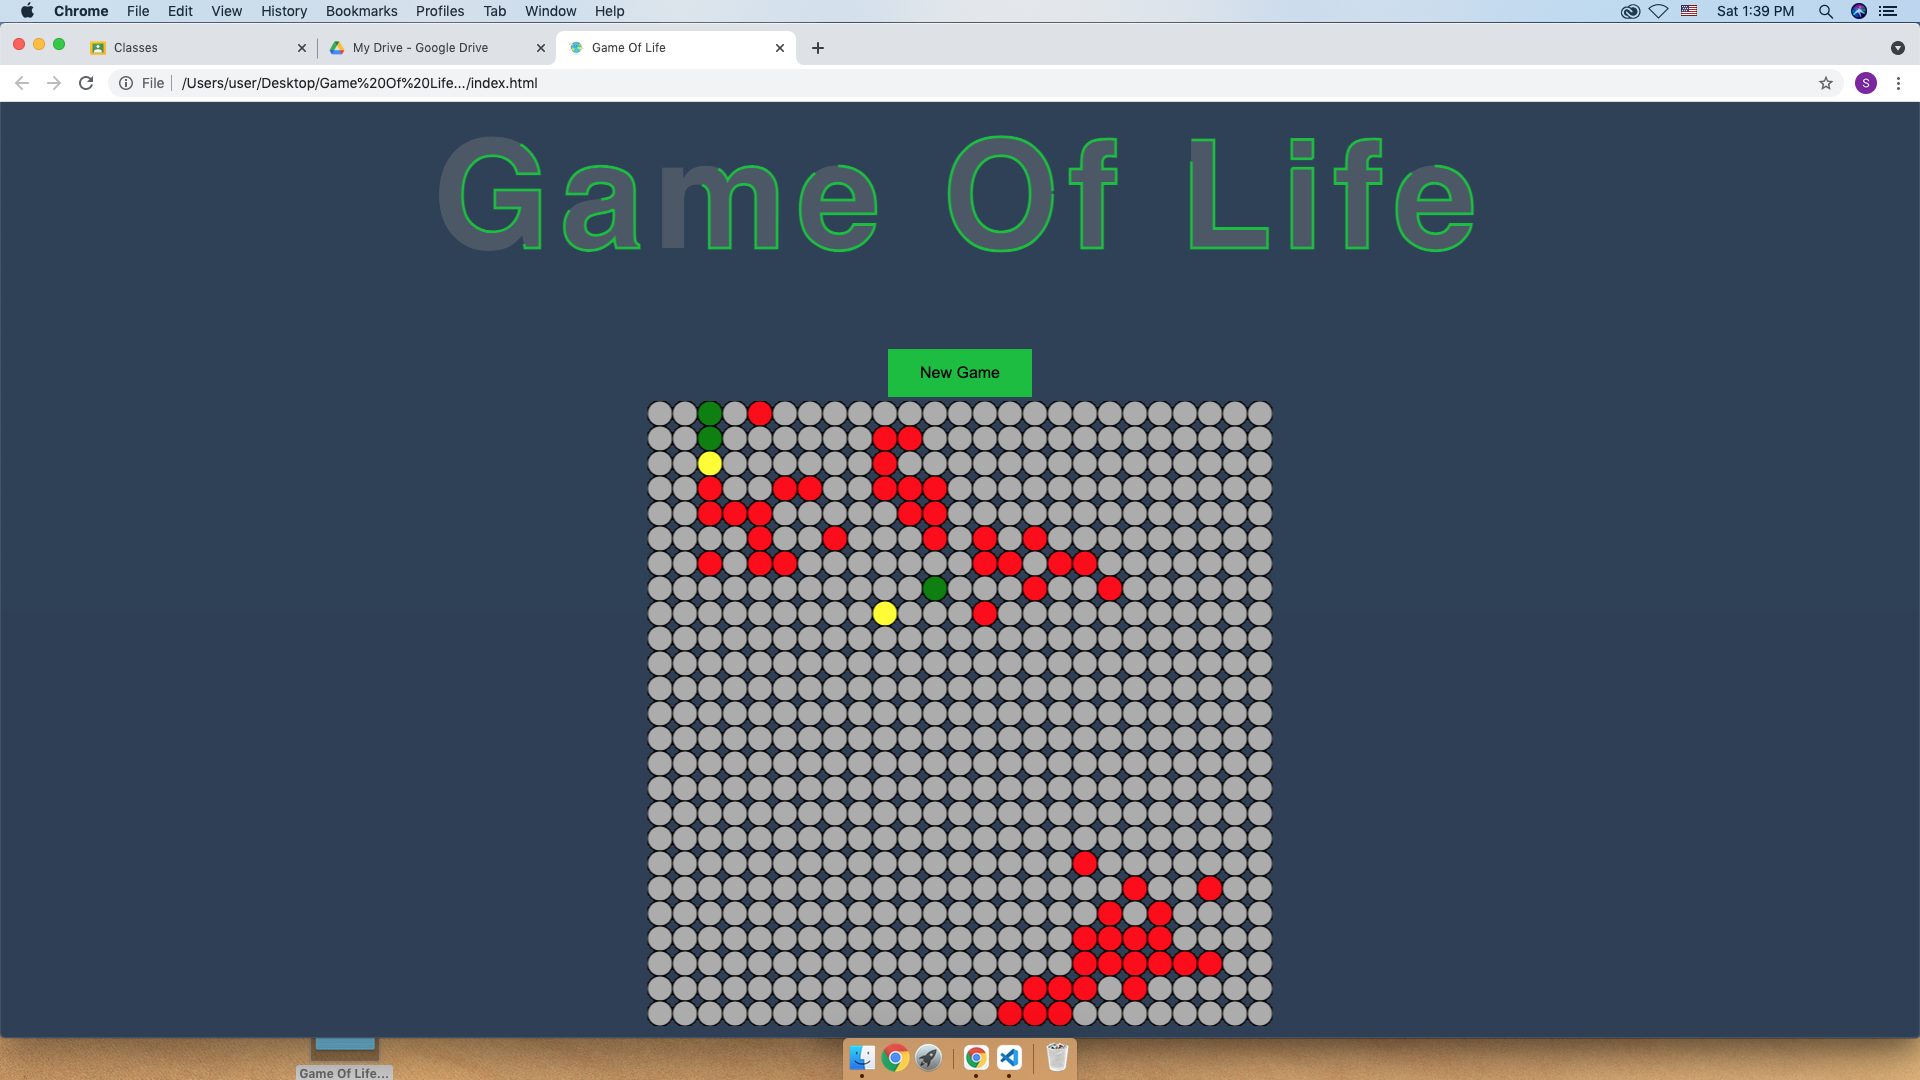 Chrome File Edit View History Bookmarks Profiles Tab Window Help Sat 1:39 PM
Classes My Drive - Google Drive Game Of Life
File /Users/user/Desktop/Game%20Of%20Life.../index.html S
Game Of Life
New Game
Game Of Life...